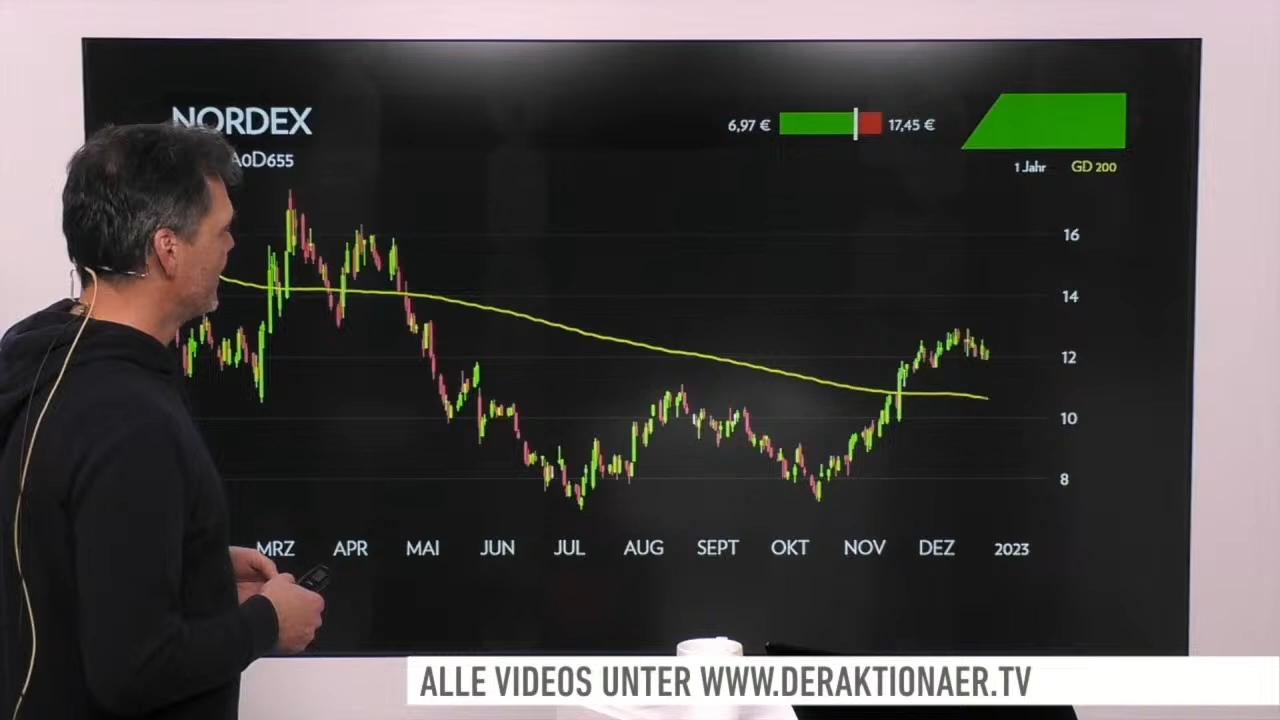 NORDEX
A0D655
6,97 € 17,45 €
1 Jahr GD 200
16
14
12
10
8
MRZ APR MAI JUN JUL AUG SEPT OKT NOV DEZ 2023
ALLE VIDEOS UNTER WWW.DERAKTIONAER.TV